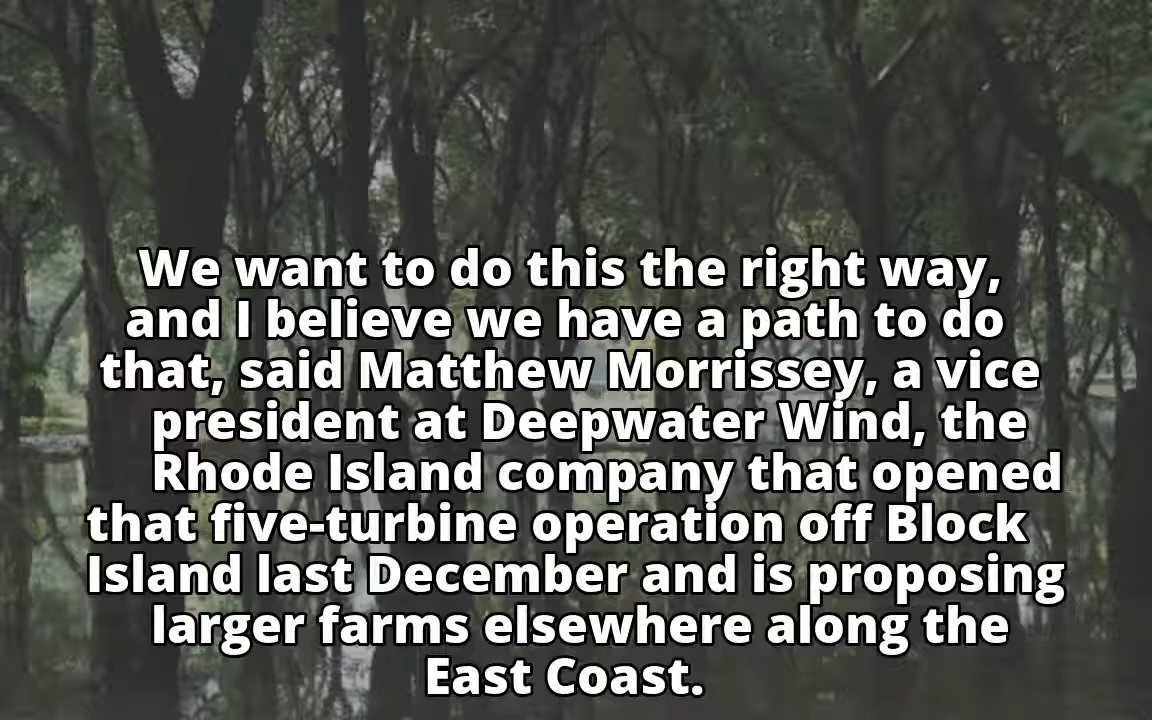 We want to do this the right way,
and I believe we have a path to do
that, said Matthew Morrissey, a vice
president at Deepwater Wind, the
Rhode Island company that opened
that five-turbine operation off Block
Island last December and is proposing
larger farms elsewhere along the
East Coast.